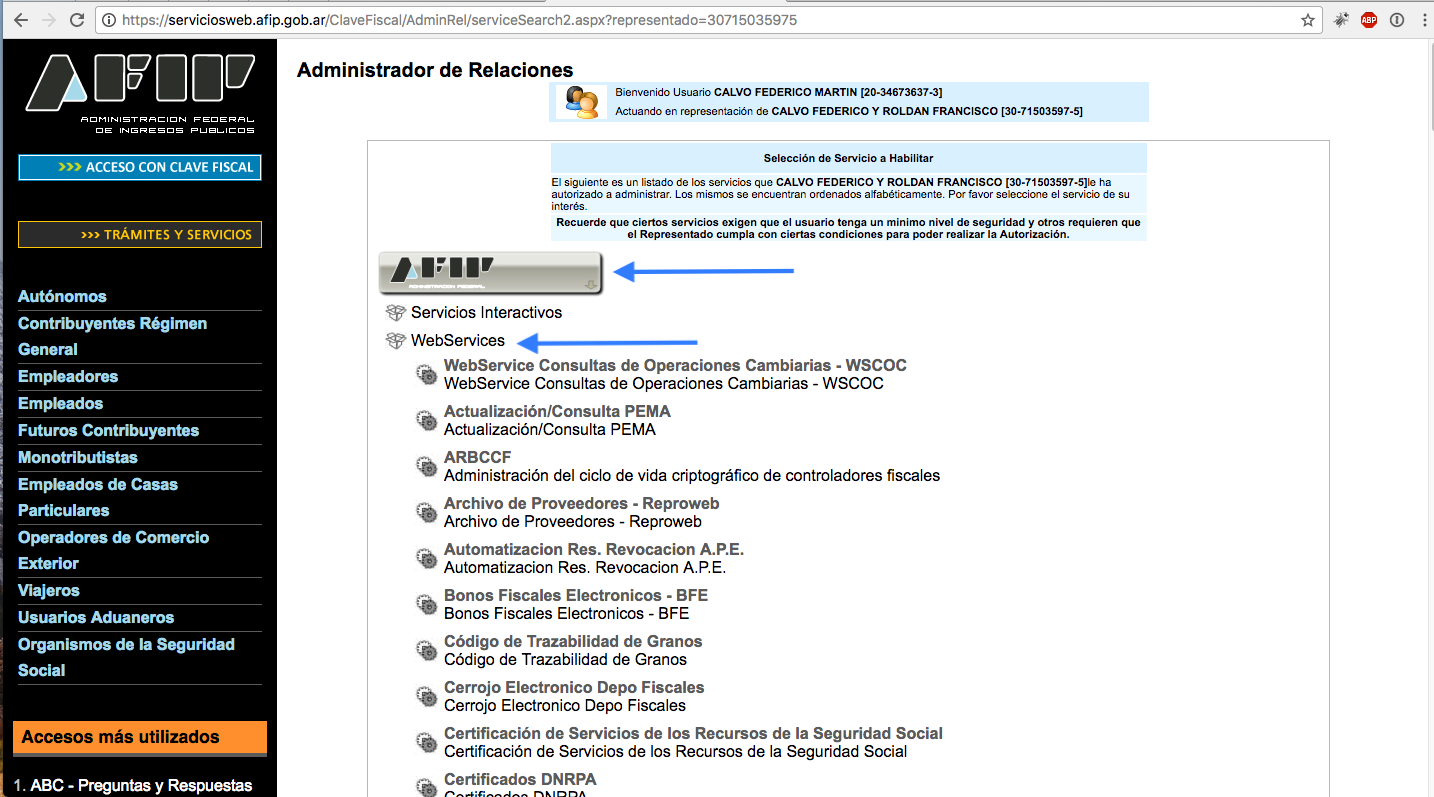 https://serviciosweb.afip.gob.ar/ClaveFiscal/AdminRel/serviceSearch2.aspx?representado=30715035975
ABP
AFIP
ADMINISTRACION FEDERAL
DE INGRESOS PUBLICOS
>>> ACCESO CON CLAVE FISCAL
>>> TRÁMITES Y SERVICIOS
Autónomos
Contribuyentes Régimen
General
Empleadores
Empleados
Futuros Contribuyentes
Monotributistas
Empleados de Casas
Particulares
Operadores de Comercio
Exterior
Viajeros
Usuarios Aduaneros
Organismos de la Seguridad
Social
Accesos más utilizados
1. ABC - Preguntas y Respuestas
Administrador de Relaciones
Bienvenido Usuario CALVO FEDERICO MARTIN [20-34673637-3]
Actuando en representación de CALVO FEDERICO Y ROLDAN FRANCISCO [30-71503597-5]
Selección de Servicio a Habilitar
El siguiente es un listado de los servicios que CALVO FEDERICO Y ROLDAN FRANCISCO [30-71503597-5]le ha
autorizado a administrar. Los mismos se encuentran ordenados alfabéticamente. Por favor seleccione el servicio de su
interés.
Recuerde que ciertos servicios exigen que el usuario tenga un minimo nivel de seguridad y otros requieren que
el Representado cumpla con ciertas condiciones para poder realizar la Autorización.
AFIP
ADMINISTRACION FEDERAL
Servicios Interactivos
WebServices
WebService Consultas de Operaciones Cambiarias - WSCOC
WebService Consultas de Operaciones Cambiarias - WSCOC
Actualización/Consulta PEMA
Actualización/Consulta PEMA
ARBCCF
Administración del ciclo de vida criptográfico de controladores fiscales
Archivo de Proveedores - Reproweb
Archivo de Proveedores - Reproweb
Automatizacion Res. Revocacion A.P.E.
Automatizacion Res. Revocacion A.P.E.
Bonos Fiscales Electronicos - BFE
Bonos Fiscales Electronicos - BFE
Código de Trazabilidad de Granos
Código de Trazabilidad de Granos
Cerrojo Electronico Depo Fiscales
Cerrojo Electronico Depo Fiscales
Certificación de Servicios de los Recursos de la Seguridad Social
Certificación de Servicios de los Recursos de la Seguridad Social
Certificados DNRPA
Certificados DNRPA